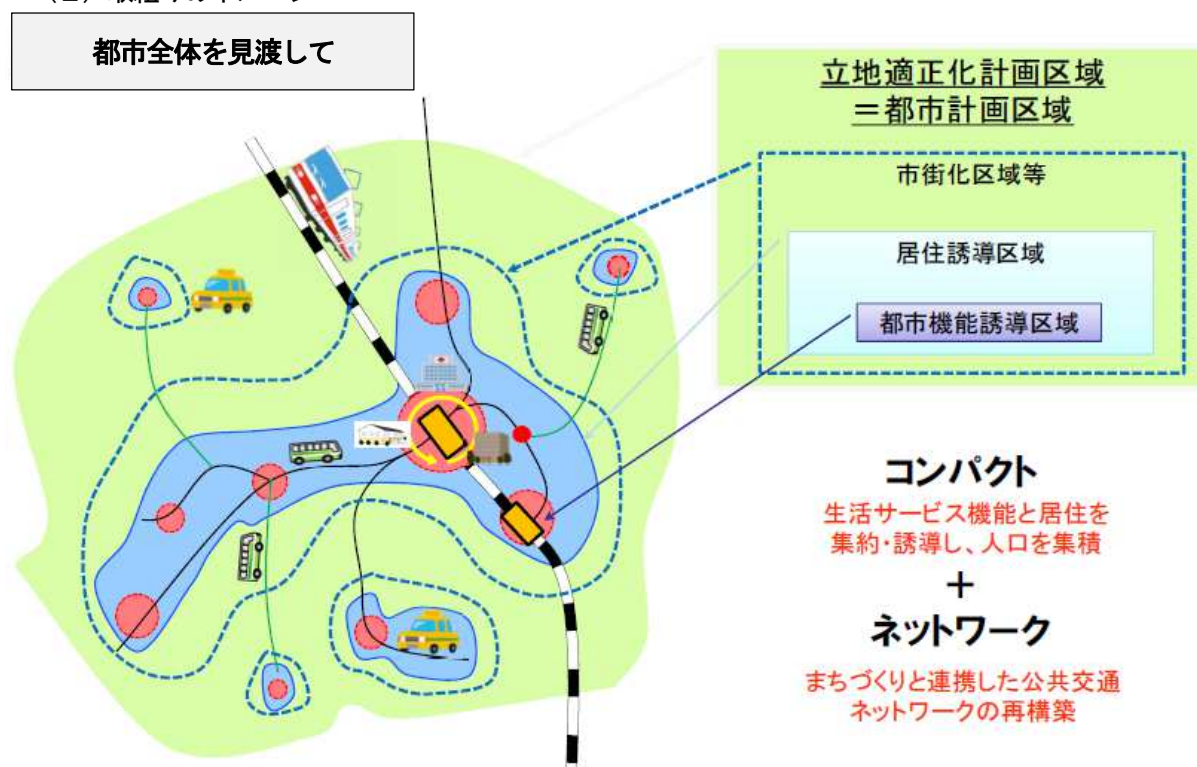 都市全体を見渡して
立地適正化計画区域
＝都市計画区域
市街化区域等
居住誘導区域
都市機能誘導区域
コンパクト
生活サービス機能と居住を
集約・誘導し、人口を集積
＋
ネットワーク
まちづくりと連携した公共交通
ネットワークの再構築